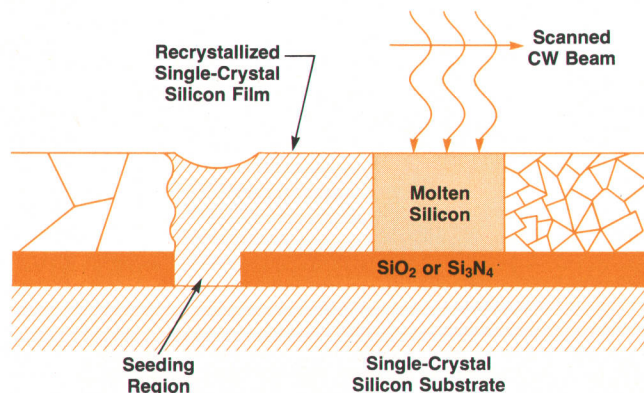 Recrystallized
Single-Crystal
Silicon Film
Scanned
CW Beam
Molten
Silicon
SiO₂ or Si₃N₄
Seeding
Region
Single-Crystal
Silicon Substrate